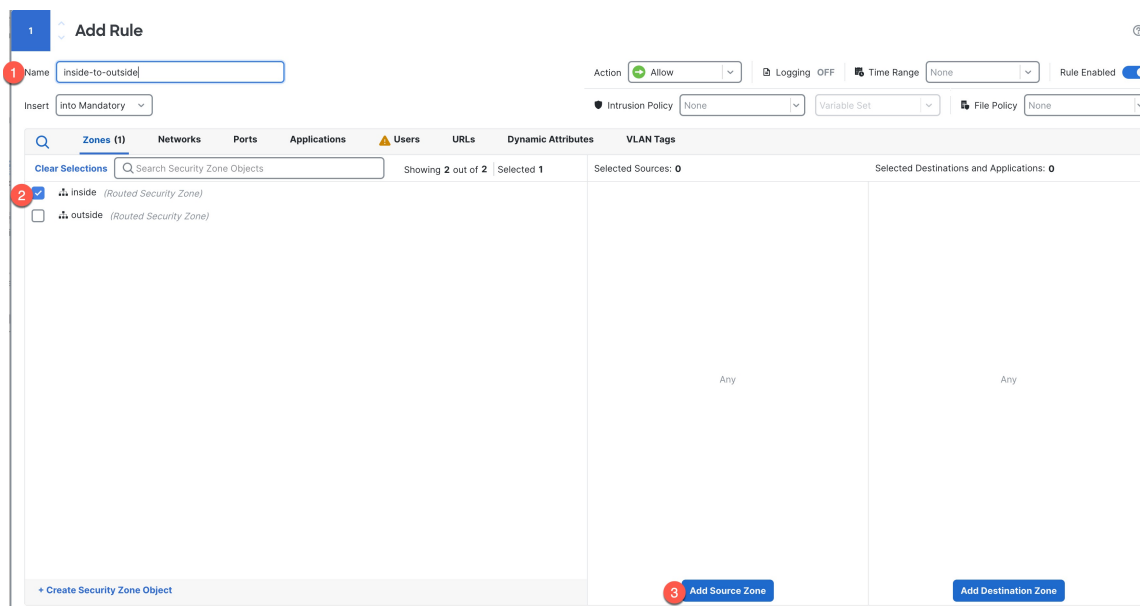 1 Add Rule
1 Name inside-to-outside Action Allow Logging OFF Time Range None Rule Enabled
Insert into Mandatory Intrusion Policy None Variable Set File Policy None
Zones (1) Networks Ports Applications Users URLs Dynamic Attributes VLAN Tags
Clear Selections Search Security Zone Objects Showing 2 out of 2 Selected 1 Selected Sources: 0 Selected Destinations and Applications: 0
2 inside (Routed Security Zone)
outside (Routed Security Zone)
Any Any
+ Create Security Zone Object 3 Add Source Zone Add Destination Zone